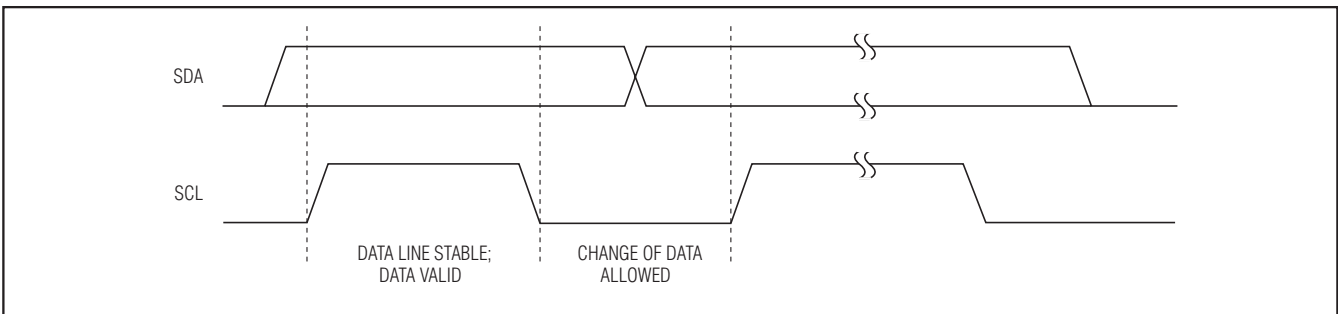 SDA
SCL
DATA LINE STABLE;
DATA VALID
CHANGE OF DATA
ALLOWED